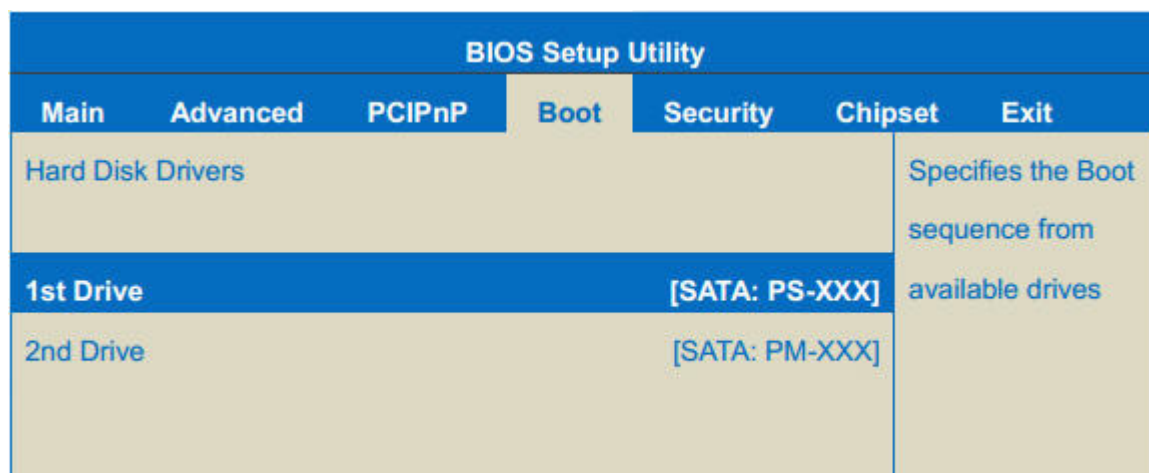 BIOS Setup Utility
Main Advanced PCIPnP Boot Security Chipset Exit
Hard Disk Drivers
1st Drive [SATA: PS-XXX]
2nd Drive [SATA: PM-XXX]
Specifies the Boot
sequence from
available drives